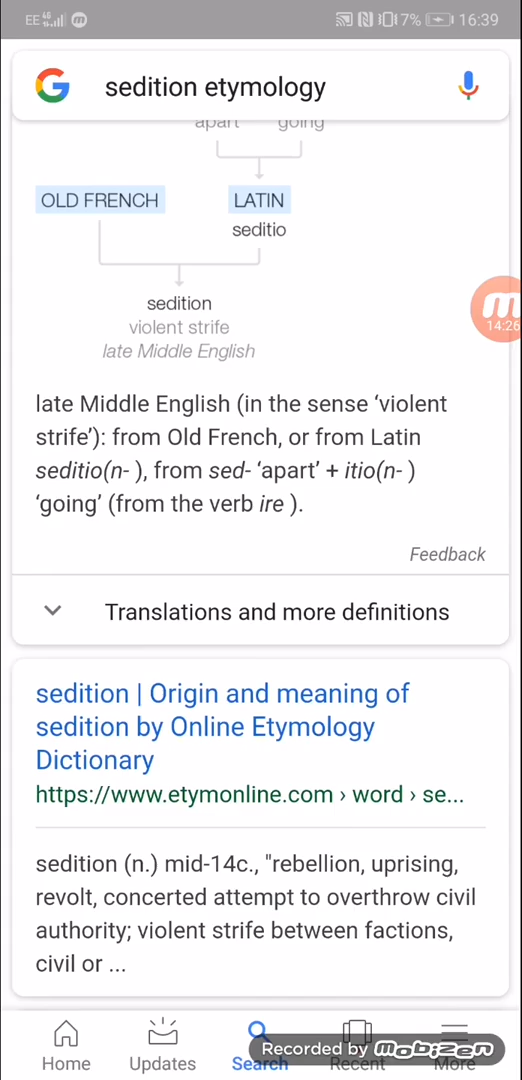 EE 4G 7% 16:39
sedition etymology
apart going
OLD FRENCH LATIN
seditio
14:26
sedition
violent strife
late Middle English
late Middle English (in the sense ‘violent
strife’): from Old French, or from Latin
seditio(n- ), from sed- ‘apart’ + itio(n- )
‘going’ (from the verb ire ).
Feedback
Translations and more definitions
sedition | Origin and meaning of
sedition by Online Etymology
Dictionary
https://www.etymonline.com › word › se...
sedition (n.) mid-14c., "rebellion, uprising,
revolt, concerted attempt to overthrow civil
authority; violent strife between factions,
civil or ...
Recorded by Mobizen
Home Updates Search Recent More